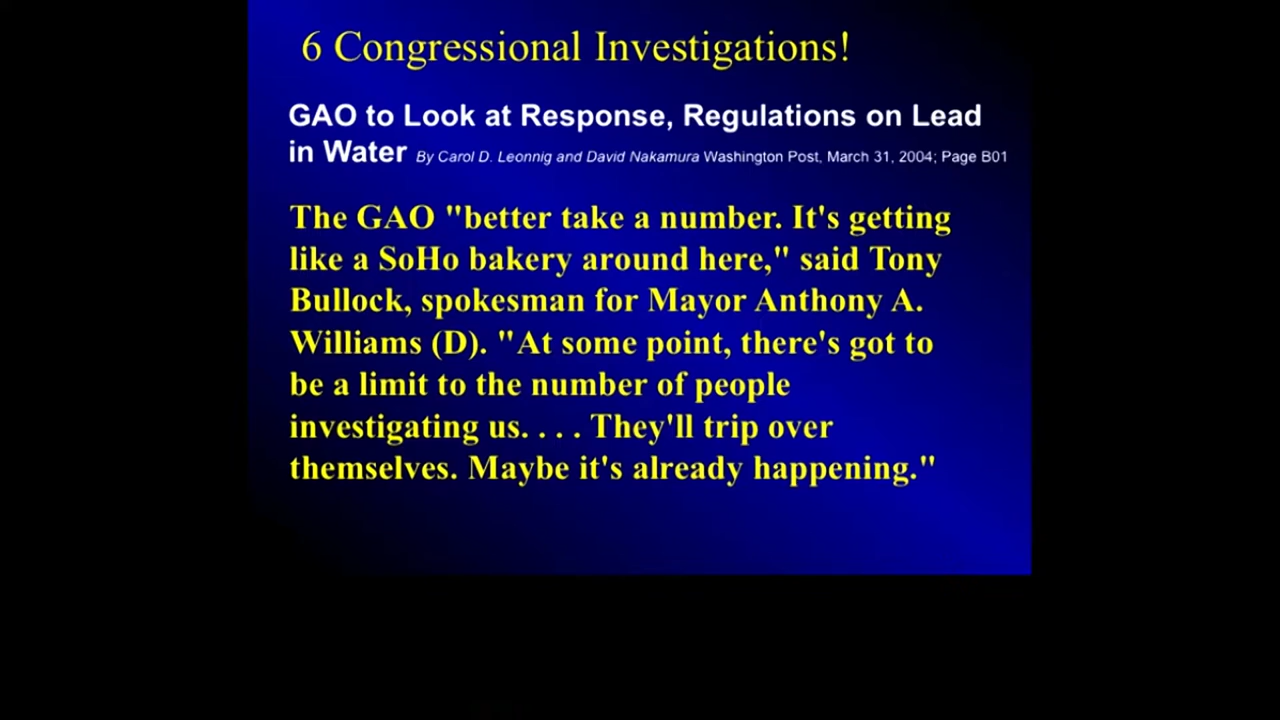 6 Congressional Investigations!
GAO to Look at Response, Regulations on Lead
in Water By Carol D. Leonnig and David Nakamura Washington Post, March 31, 2004; Page B01
The GAO "better take a number. It's getting
like a SoHo bakery around here," said Tony
Bullock, spokesman for Mayor Anthony A.
Williams (D). "At some point, there's got to
be a limit to the number of people
investigating us. . . . They'll trip over
themselves. Maybe it's already happening."